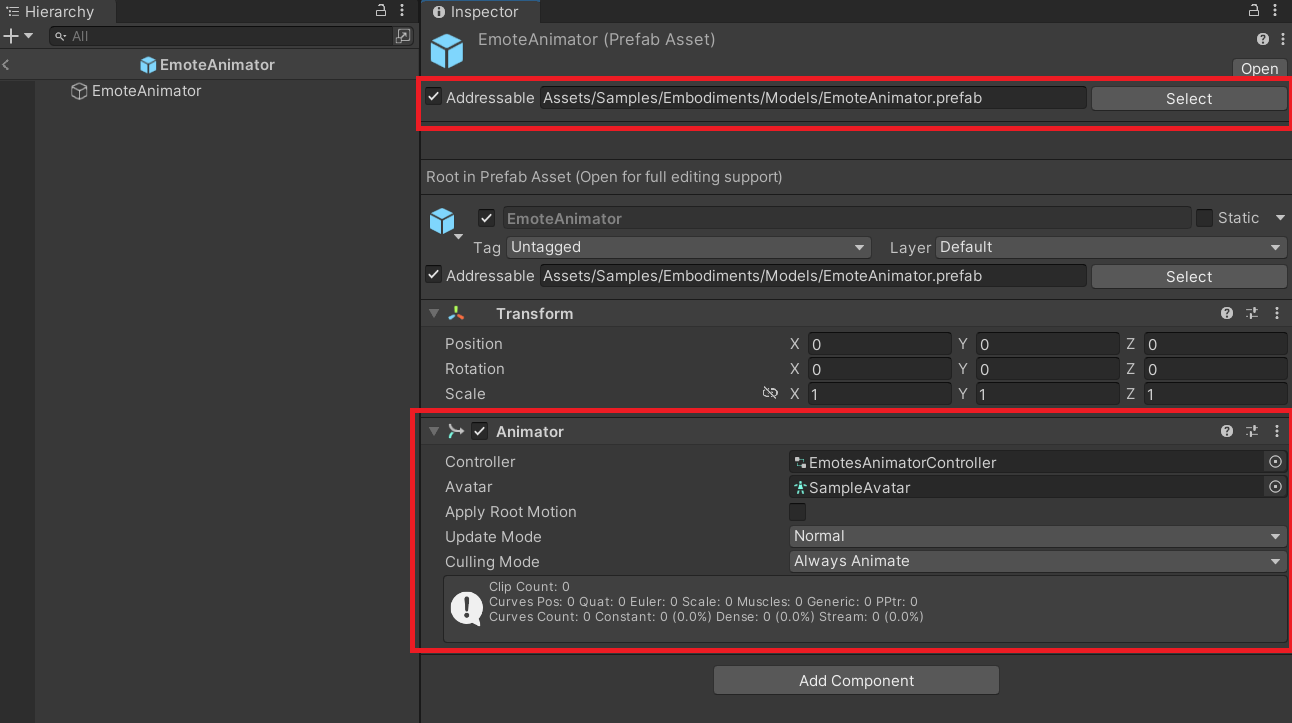 Hierarchy
All
EmoteAnimator
EmoteAnimator
Inspector
EmoteAnimator (Prefab Asset)
Open
Addressable Assets/Samples/Embodiments/Models/EmoteAnimator.prefab Select
Root in Prefab Asset (Open for full editing support)
EmoteAnimator Static
Tag Untagged Layer Default
Addressable Assets/Samples/Embodiments/Models/EmoteAnimator.prefab Select
Transform
Position X 0 Y 0 Z 0
Rotation X 0 Y 0 Z 0
Scale X 1 Y 1 Z 1
Animator
Controller EmotesAnimatorController
Avatar SampleAvatar
Apply Root Motion
Update Mode Normal
Culling Mode Always Animate
Clip Count: 0
Curves Pos: 0 Quat: 0 Euler: 0 Scale: 0 Muscles: 0 Generic: 0 PPtr: 0
Curves Count: 0 Constant: 0 (0.0%) Dense: 0 (0.0%) Stream: 0 (0.0%)
Add Component